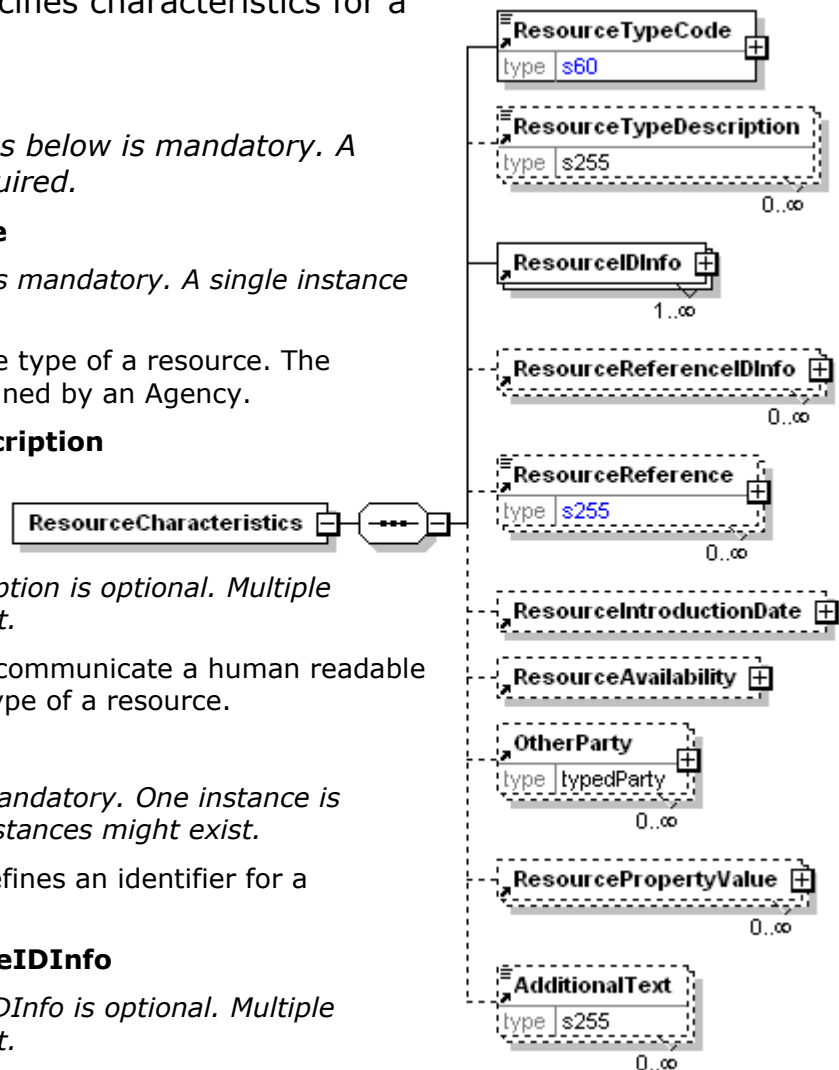 cifies characteristics for a
s below is mandatory. A
uired.
e
s mandatory. A single instance
e type of a resource. The
ned by an Agency.
cription
ption is optional. Multiple
t.
communicate a human readable
ype of a resource.
andatory. One instance is
stances might exist.
efines an identifier for a
eIDInfo
DInfo is optional. Multiple
t.
ResourceCharacteristics
ResourceTypeCode
type s60
ResourceTypeDescription
type s255
0..∞
ResourceIDInfo
1..∞
ResourceReferenceIDInfo
0..∞
ResourceReference
type s255
0..∞
ResourceIntroductionDate
ResourceAvailability
OtherParty
type typedParty
0..∞
ResourcePropertyValue
0..∞
AdditionalText
type s255
0..∞